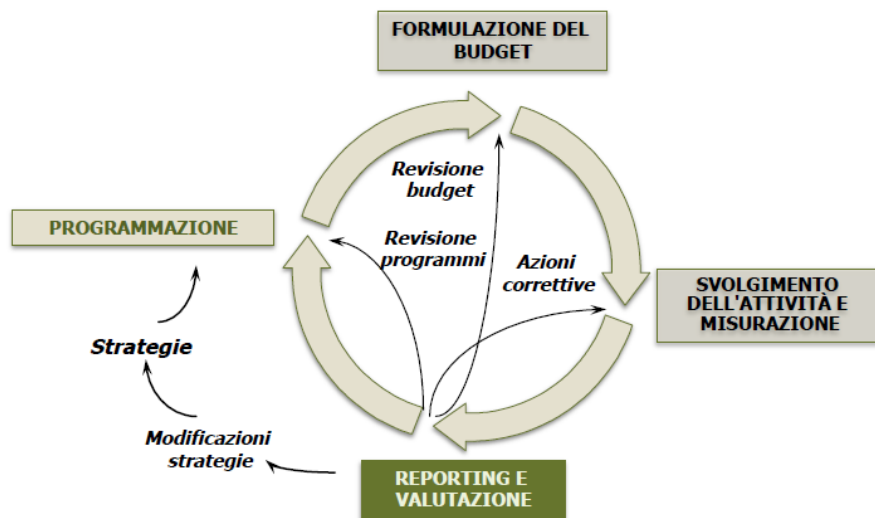 FORMULAZIONE DEL
BUDGET
Revisione
budget
PROGRAMMAZIONE
Revisione
programmi
Azioni
correttive
SVOLGIMENTO
DELL'ATTIVITÀ E
MISURAZIONE
Strategie
Modificazioni
strategie
REPORTING E
VALUTAZIONE